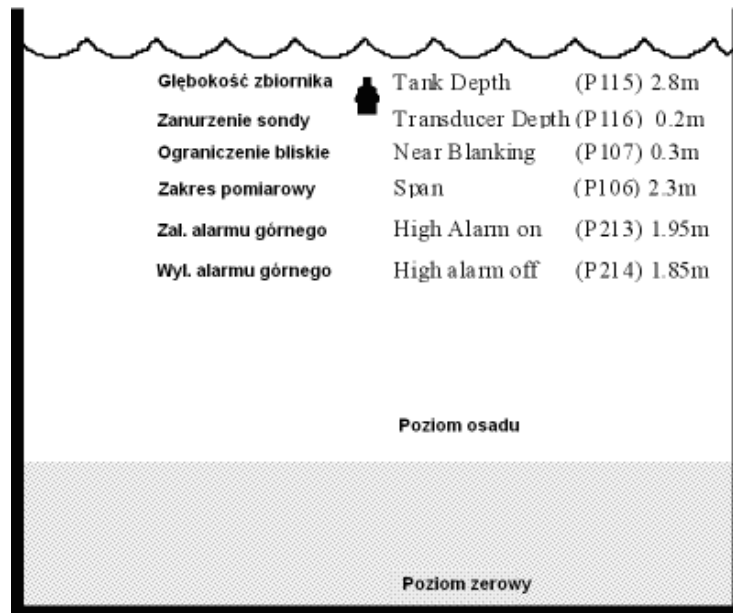 Głębokość zbiornika Tank Depth (P115) 2.8m
Zanurzenie sondy Transducer Depth (P116) 0.2m
Ograniczenie bliskie Near Blanking (P107) 0.3m
Zakres pomiarowy Span (P106) 2.3m
Zał. alarmu górnego High Alarm on (P213) 1.95m
Wył. alarmu górnego High alarm off (P214) 1.85m
Poziom osadu
Poziom zerowy